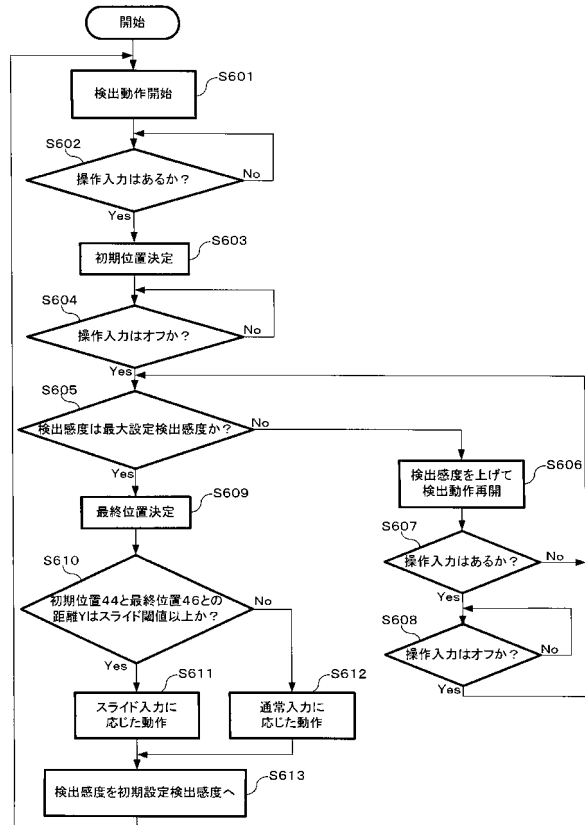 開始
S601
検出動作開始
S602
操作入力はあるか？
No
Yes
S603
初期位置決定
S604
操作入力はオフか？
No
Yes
S605
検出感度は最大設定検出感度か？
No
Yes
S606
検出感度を上げて
検出動作再開
S607
操作入力はあるか？
No
Yes
S608
操作入力はオフか？
No
Yes
S609
最終位置決定
S610
初期位置44と最終位置46との
距離Yはスライド閾値以上か？
No
Yes
S611
スライド入力に
応じた動作
S612
通常入力に
応じた動作
S613
検出感度を初期設定検出感度へ